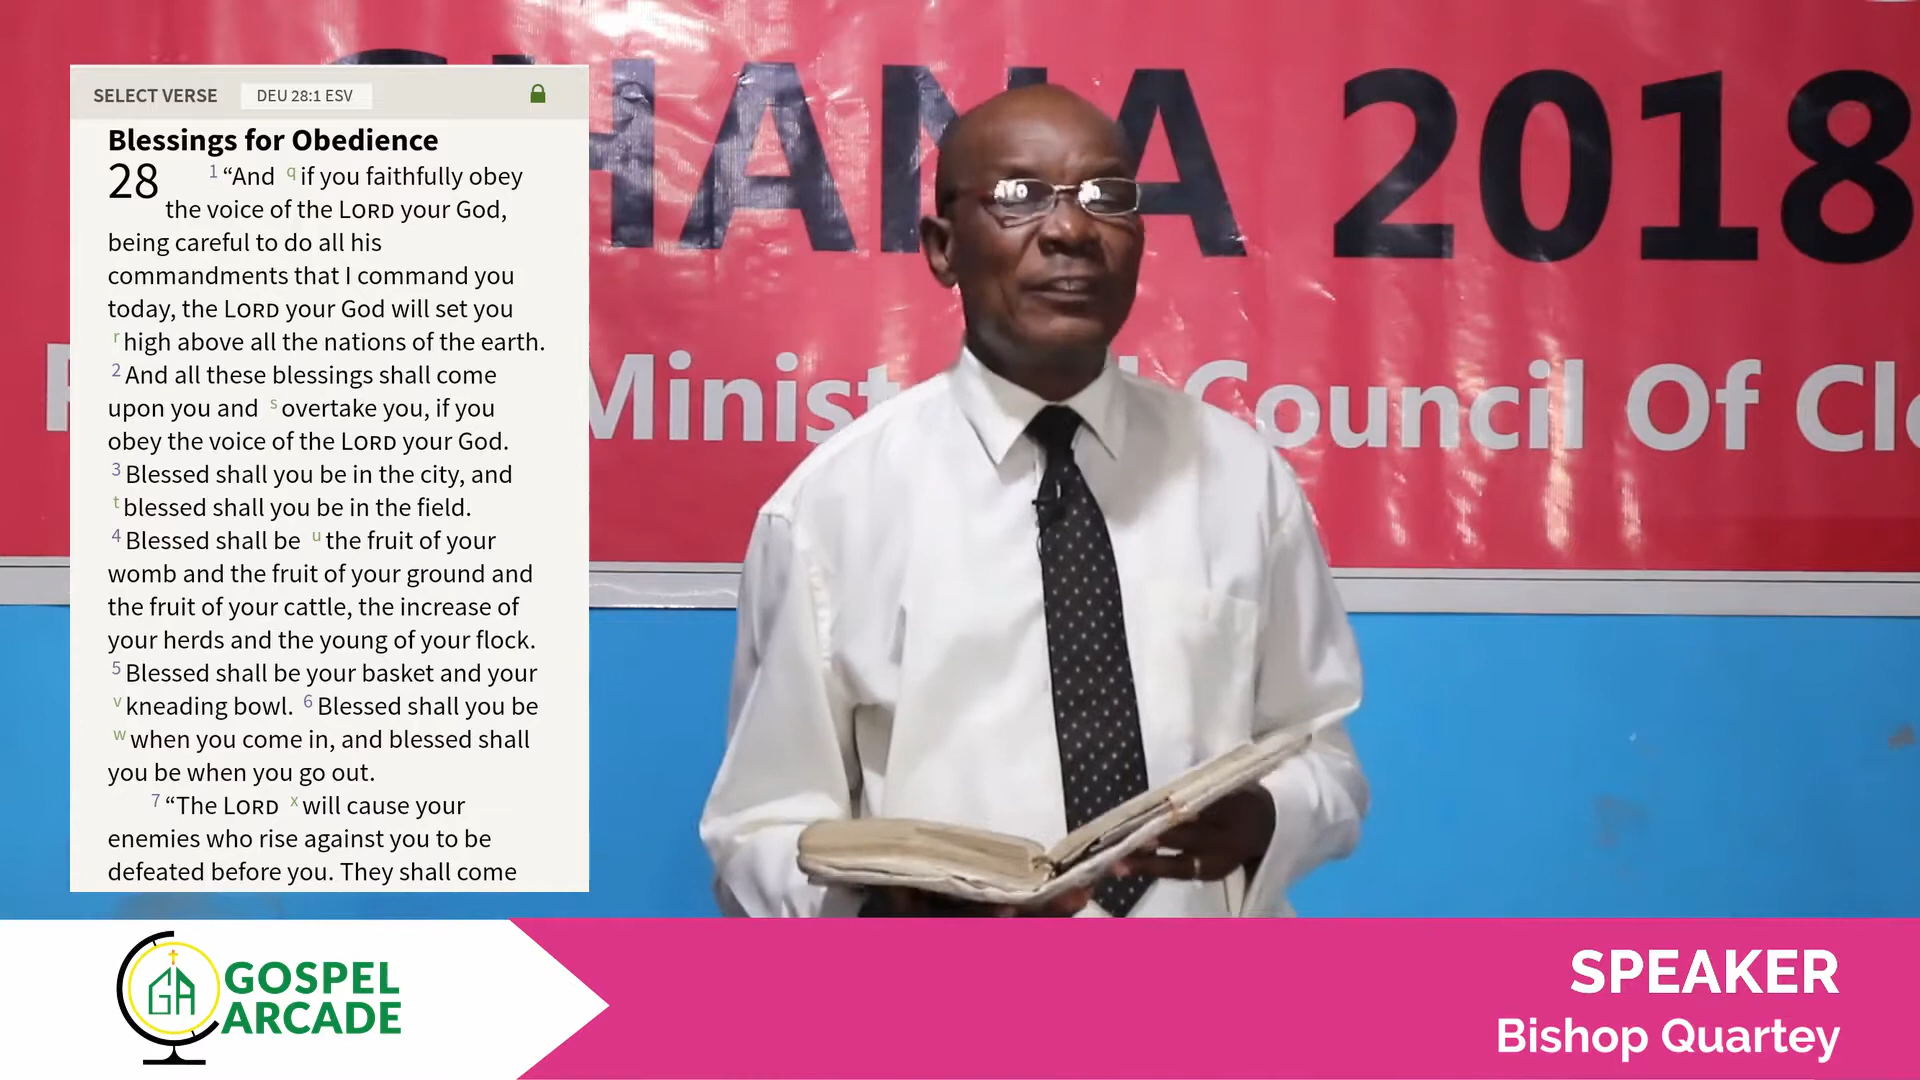 SELECT VERSE DEU 28:1 ESV
Blessings for Obedience
28 1 “And q if you faithfully obey
the voice of the LORD your God,
being careful to do all his
commandments that I command you
today, the LORD your God will set you
r high above all the nations of the earth.
2 And all these blessings shall come
upon you and s overtake you, if you
obey the voice of the LORD your God.
3 Blessed shall you be in the city, and
t blessed shall you be in the field.
4 Blessed shall be u the fruit of your
womb and the fruit of your ground and
the fruit of your cattle, the increase of
your herds and the young of your flock.
5 Blessed shall be your basket and your
v kneading bowl. 6 Blessed shall you be
w when you come in, and blessed shall
you be when you go out.
7 “The LORD x will cause your
enemies who rise against you to be
defeated before you. They shall come
2018
Council Of
GA
GOSPEL
ARCADE
SPEAKER
Bishop Quartey